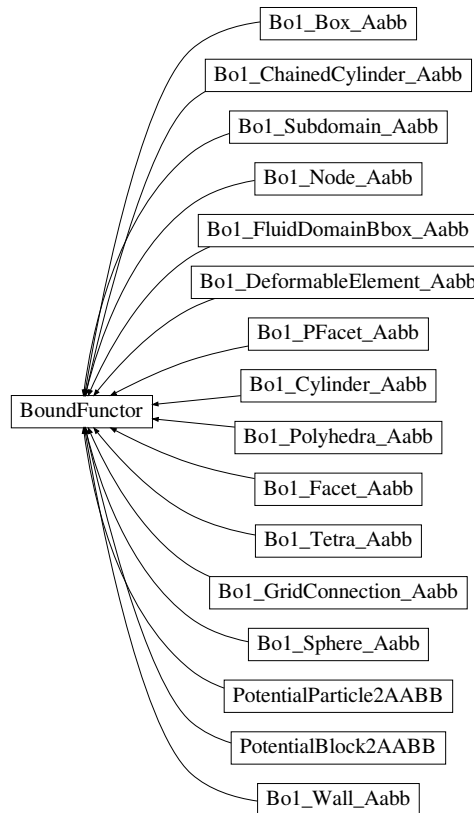 Bo1_Box_Aabb
Bo1_ChainedCylinder_Aabb
Bo1_Subdomain_Aabb
Bo1_Node_Aabb
Bo1_FluidDomainBbox_Aabb
Bo1_DeformableElement_Aabb
Bo1_PFacet_Aabb
Bo1_Cylinder_Aabb
BoundFunctor
Bo1_Polyhedra_Aabb
Bo1_Facet_Aabb
Bo1_Tetra_Aabb
Bo1_GridConnection_Aabb
Bo1_Sphere_Aabb
PotentialParticle2AABB
PotentialBlock2AABB
Bo1_Wall_Aabb